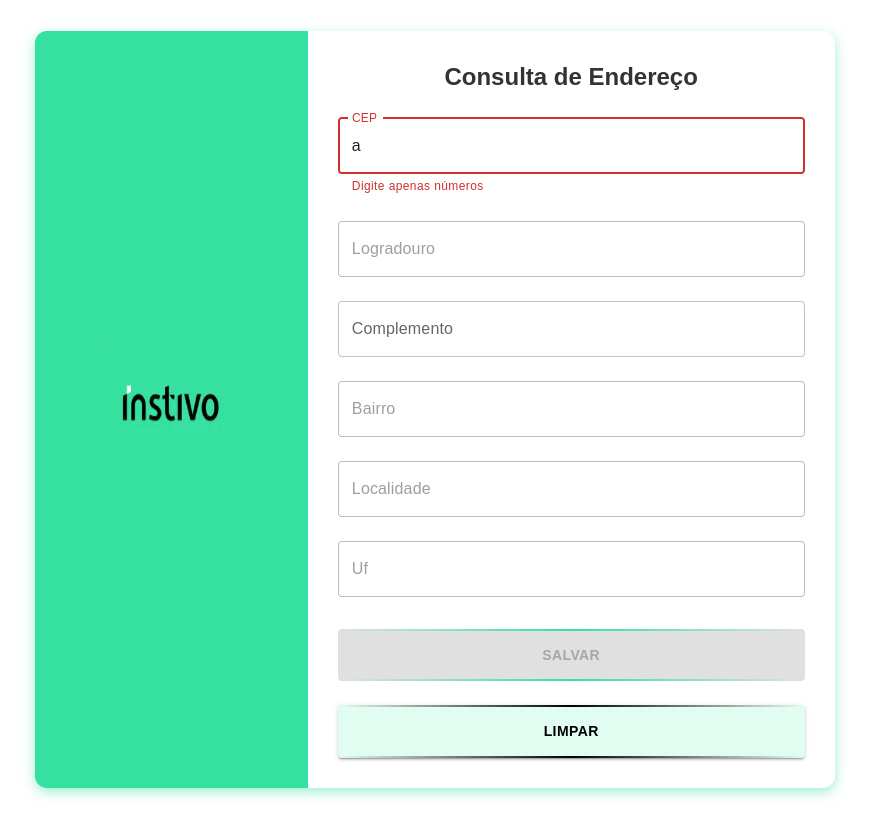 instivo
Consulta de Endereço
CEP
a
Digite apenas números
Logradouro
Complemento
Bairro
Localidade
Uf
SALVAR
LIMPAR